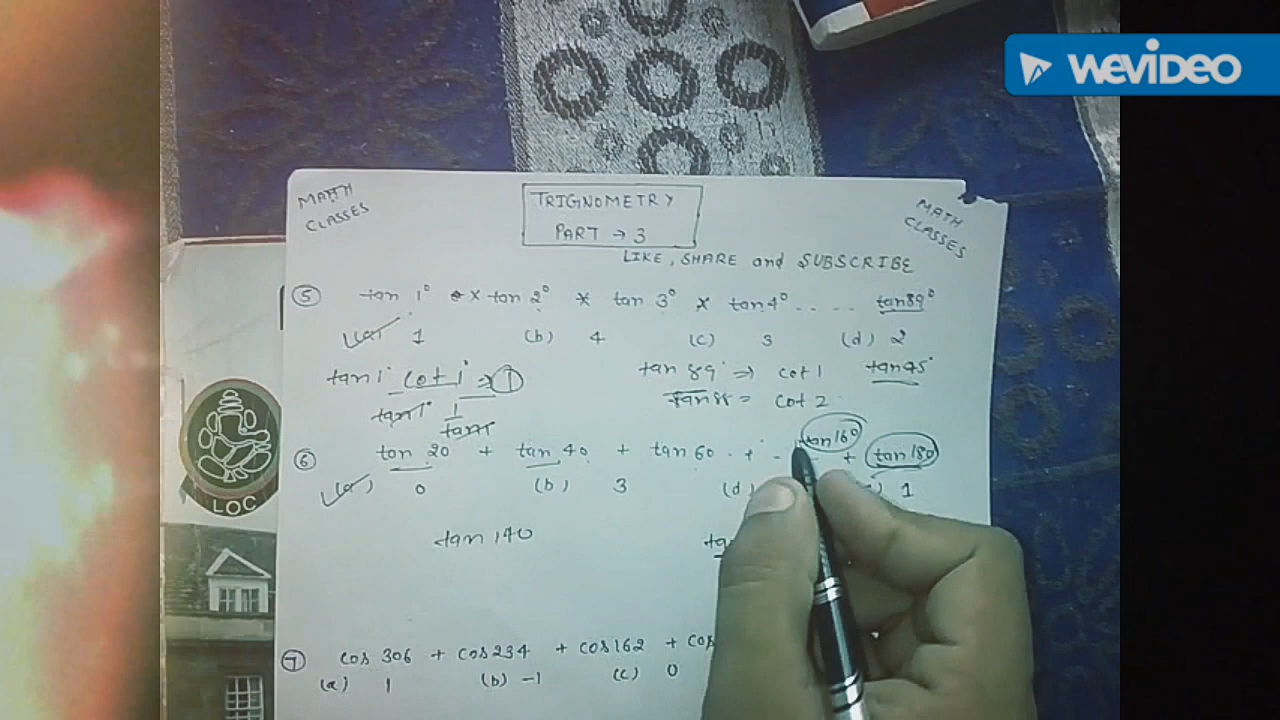 WEVIDEO
MATH
CLASSES
TRIGNOMETRY
PART → 3
MATH
CLASSES
LIKE, SHARE and SUBSCRIBE
5 tan 1° × tan 2° * tan 3° × tan 4° ..... tan 89°
(a) 1 (b) 4 (c) 3 (d) 2
tan 1° cot 1° ⇒ 1 tan 89° ⇒ cot 1 tan 45°
tan 1° 1/tan 1 tan 88 = cot 2
6 tan 20 + tan 40 + tan 60 + - tan 160 + tan 180
(a) 0 (b) 3 (d) 1
tan 140
7 cos 306 + cos 234 + cos 162 + cos
(a) 1 (b) -1 (c) 0
LOC